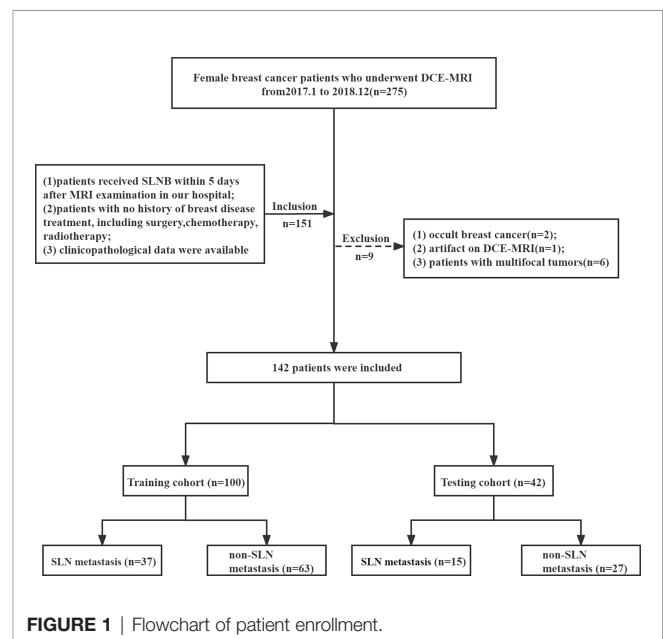 Female breast cancer patients who underwent DCE-MRI
from2017.1 to 2018.12(n=275)
(1)patients received SLNB within 5 days
after MRI examination in our hospital;
(2)patients with no history of breast disease
treatment, including surgery,chemotherapy,
radiotherapy;
(3) clinicopathological data were available
Inclusion
n=151
Exclusion
n=9
(1) occult breast cancer(n=2);
(2) artifact on DCE-MRI(n=1);
(3) patients with multifocal tumors(n=6)
142 patients were included
Training cohort (n=100)
Testing cohort (n=42)
SLN metastasis (n=37)
non-SLN
metastasis (n=63)
SLN metastasis (n=15)
non-SLN
metastasis (n=27)
FIGURE 1 | Flowchart of patient enrollment.